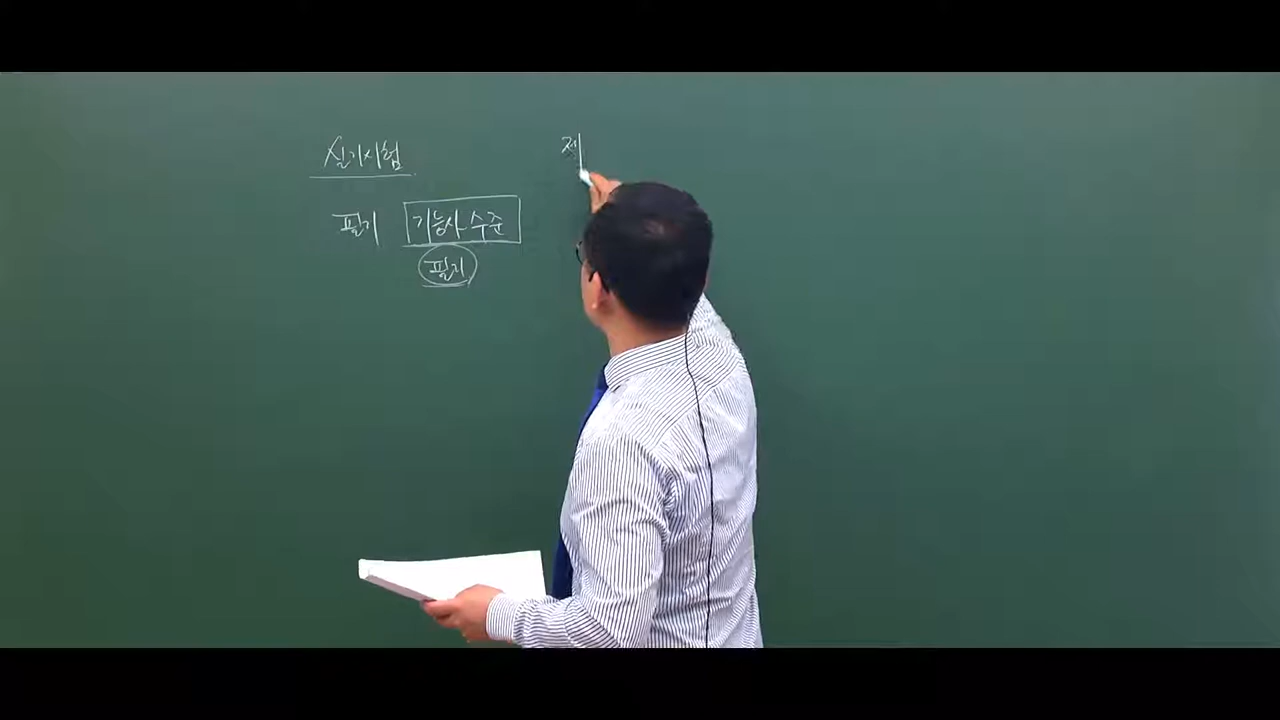 실기시험
필기 기능사 수준
필기
제